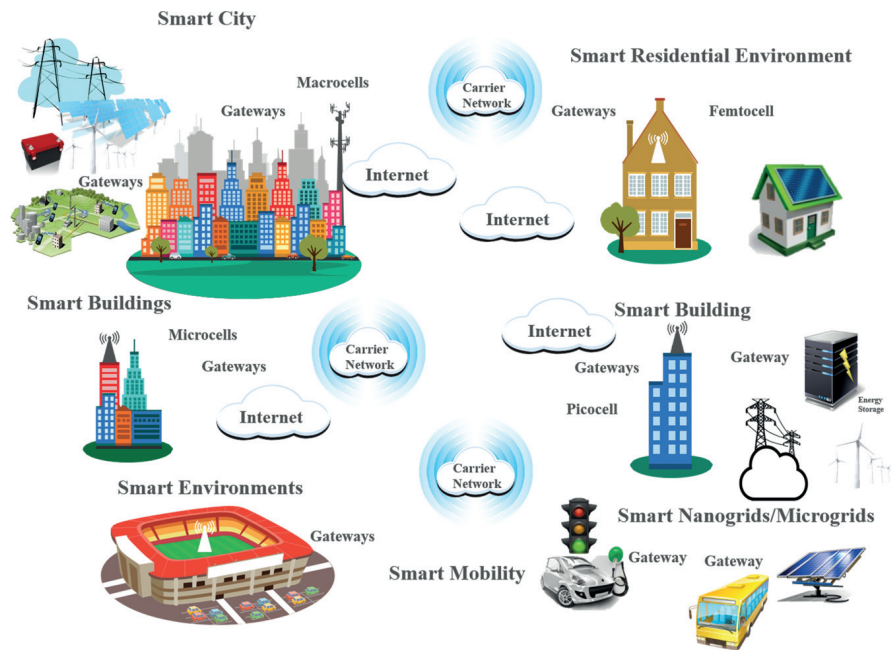 Smart City
Macrocells
Gateways
Gateways
Internet
Carrier
Network
Smart Residential Environment
Gateways
Femtocell
Internet
Smart Buildings
Microcells
Gateways
Internet
Carrier
Network
Internet
Smart Building
Gateways
Gateway
Picocell
Energy
Storage
Smart Environments
Gateways
Carrier
Network
Smart Nanogrids/Microgrids
Smart Mobility
Gateway
Gateway